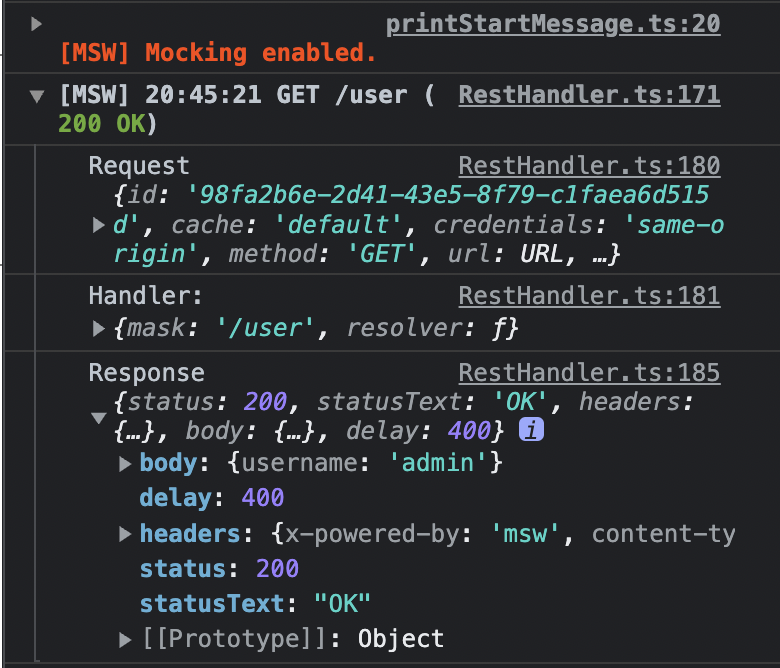 printStartMessage.ts:20
[MSW] Mocking enabled.
[MSW] 20:45:21 GET /user ( RestHandler.ts:171
200 OK)
Request RestHandler.ts:180
{id: '98fa2b6e-2d41-43e5-8f79-c1faea6d515
d', cache: 'default', credentials: 'same-o
rigin', method: 'GET', url: URL, …}
Handler: RestHandler.ts:181
{mask: '/user', resolver: ƒ}
Response RestHandler.ts:185
{status: 200, statusText: 'OK', headers:
{…}, body: {…}, delay: 400} i
body: {username: 'admin'}
delay: 400
headers: {x-powered-by: 'msw', content-ty
status: 200
statusText: "OK"
[[Prototype]]: Object